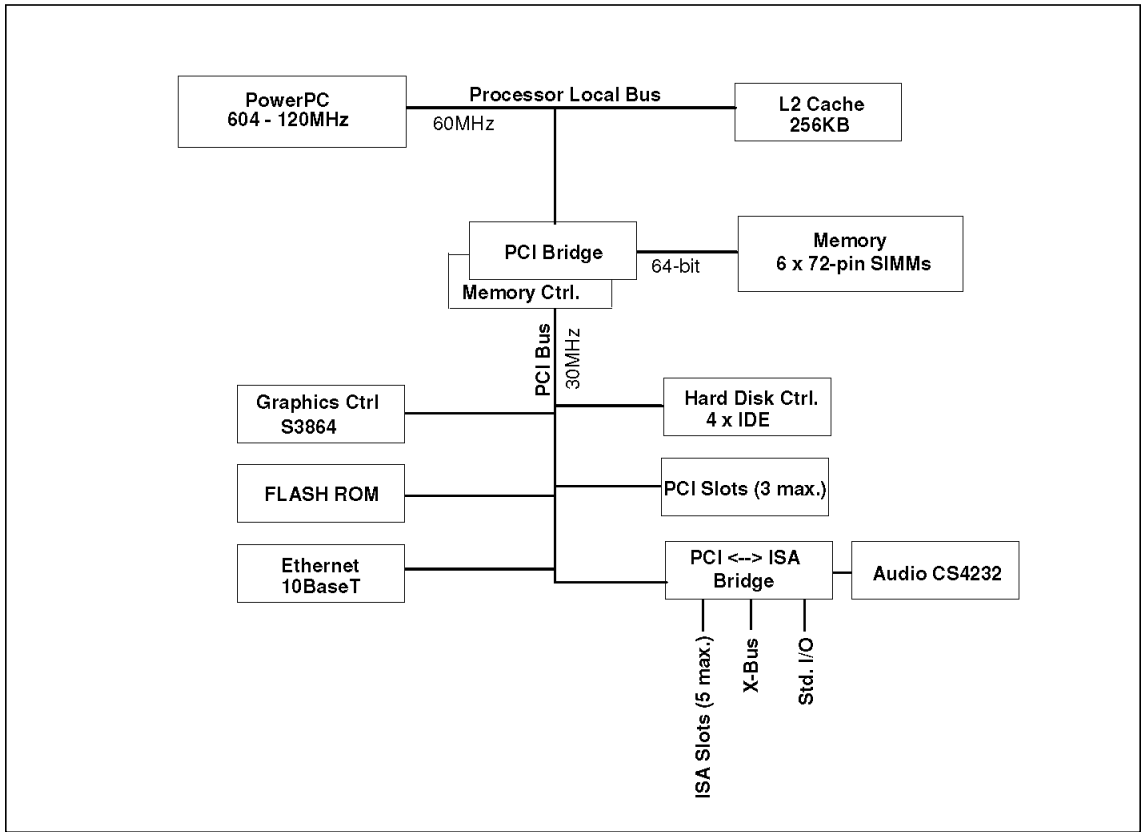 PowerPC
604 - 120MHz
Processor Local Bus
60MHz
L2 Cache
256KB
PCI Bridge
Memory Ctrl.
64-bit
Memory
6 x 72-pin SIMMs
PCI Bus
30MHz
Graphics Ctrl
S3864
Hard Disk Ctrl.
4 x IDE
FLASH ROM
PCI Slots (3 max.)
Ethernet
10BaseT
PCI <--> ISA
Bridge
Audio CS4232
ISA Slots (5 max.)
X-Bus
Std. I/O